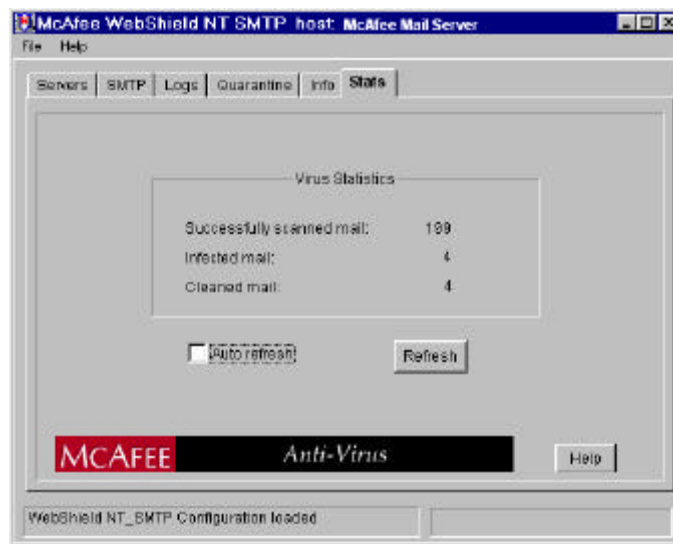 McAfee WebShield NT SMTP host: McAfee Mail Server
File Help
Servers SMTP Logs Quarantine Info Stats
Virus Statistics
Successfully scanned mail: 199
Infected mail: 4
Cleaned mail: 4
Auto refresh Refresh
McAFEE Anti-Virus Help
WebShield NT_SMTP Configuration loaded